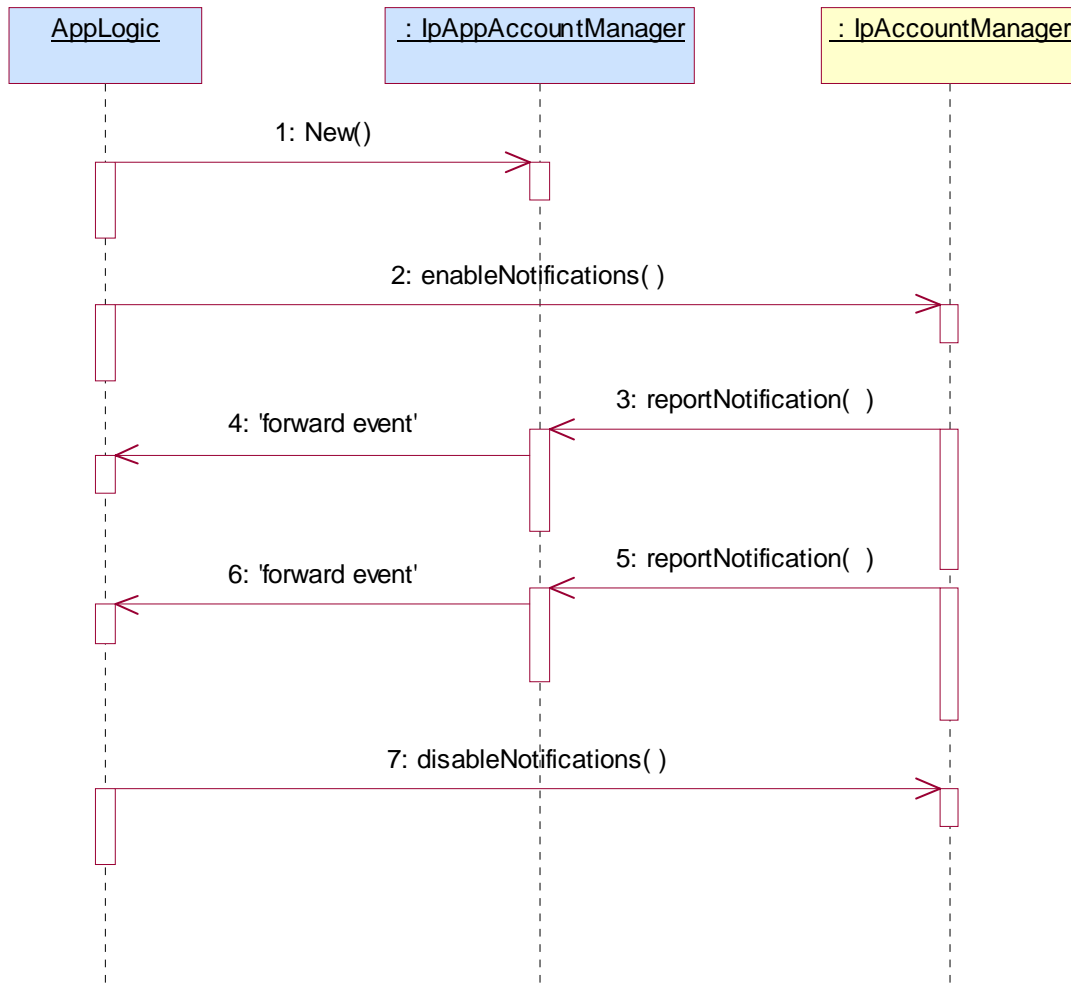 AppLogic
: IpAppAccountManager
: IpAccountManager
1: New()
2: enableNotifications( )
3: reportNotification(  )
4: 'forward event'
5: reportNotification(  )
6: 'forward event'
7: disableNotifications( )